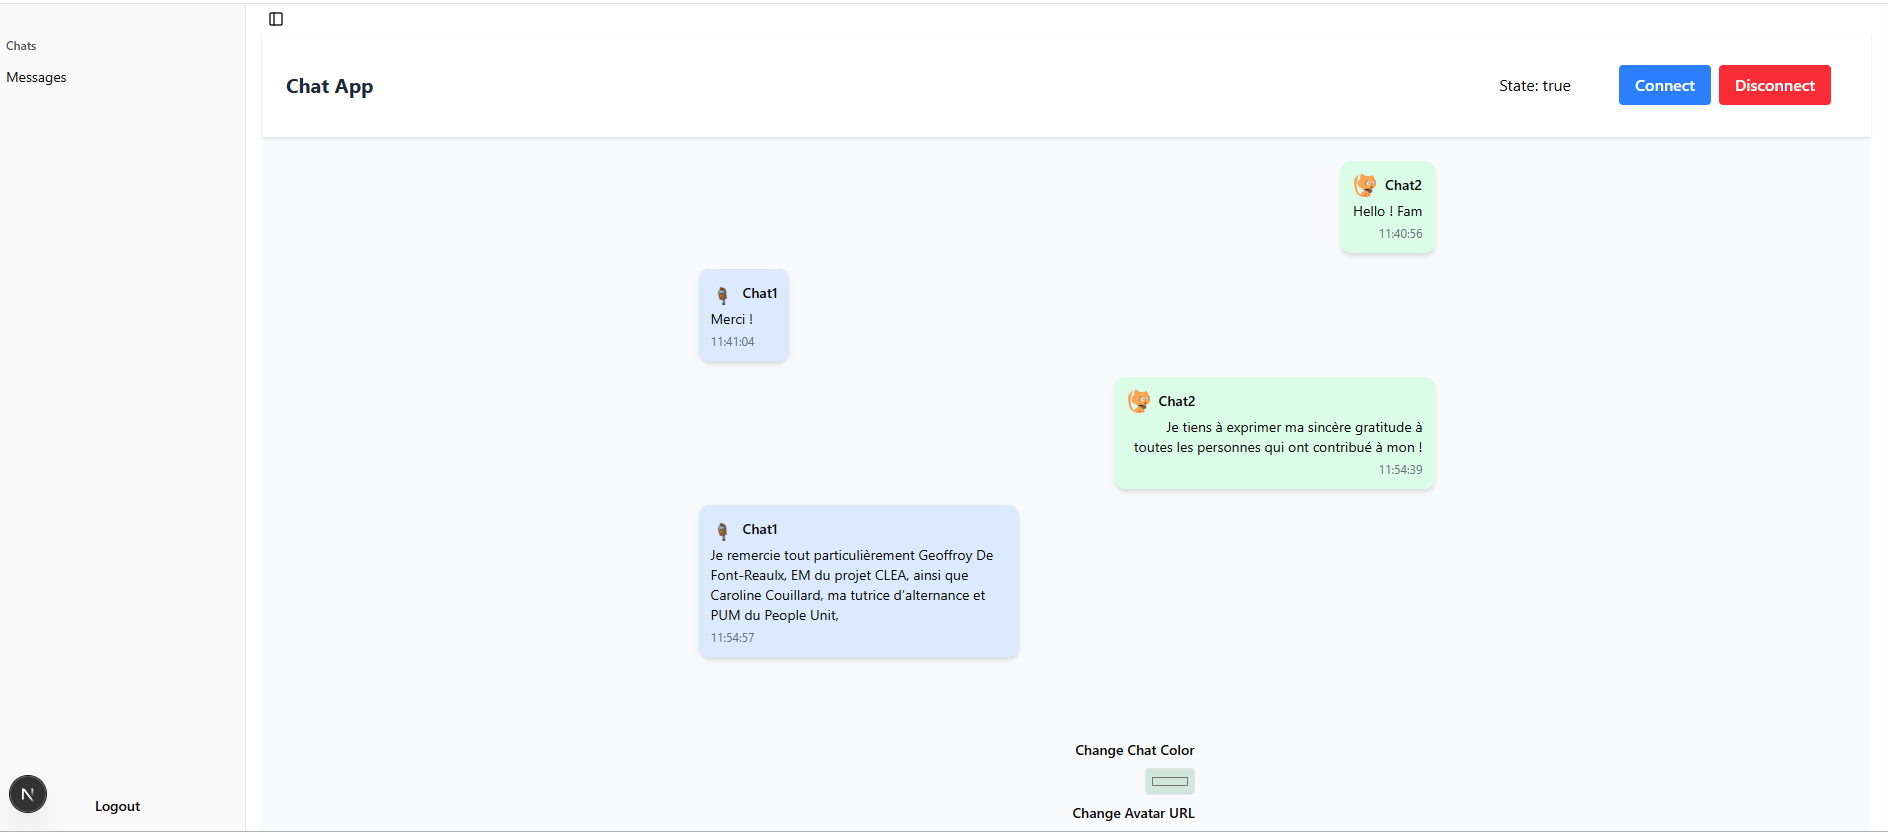 Chats
Messages
Chat App
State: true
Connect
Disconnect
Chat2
Hello ! Fam
11:40:56
Chat1
Merci !
11:41:04
Chat2
Je tiens à exprimer ma sincère gratitude à
toutes les personnes qui ont contribué à mon !
11:54:39
Chat1
Je remercie tout particulièrement Geoffroy De
Font-Reaulx, EM du projet CLEA, ainsi que
Caroline Couillard, ma tutrice d’alternance et
PUM du People Unit,
11:54:57
Change Chat Color
Change Avatar URL
N
Logout